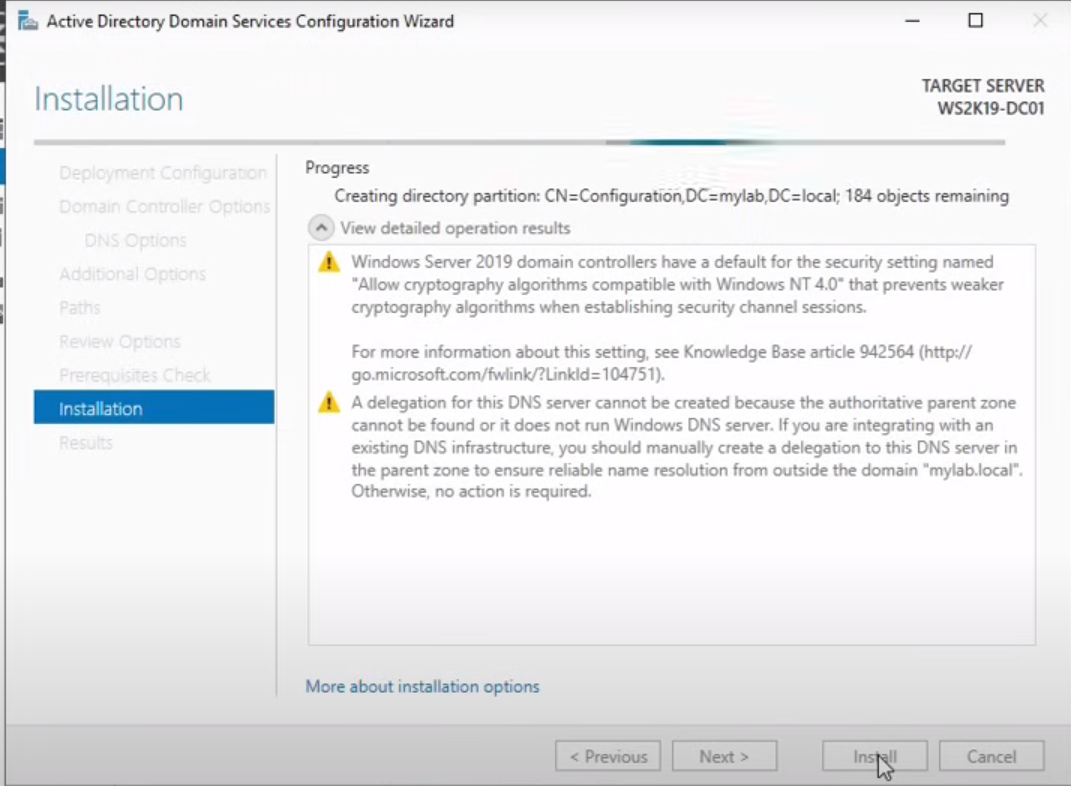 Active Directory Domain Services Configuration Wizard
Installation
TARGET SERVER
WS2K19-DC01
Deployment Configuration
Domain Controller Options
DNS Options
Additional Options
Paths
Review Options
Prerequisites Check
Installation
Results
Progress
Creating directory partition: CN=Configuration,DC=mylab,DC=local; 184 objects remaining
View detailed operation results
Windows Server 2019 domain controllers have a default for the security setting named
"Allow cryptography algorithms compatible with Windows NT 4.0" that prevents weaker
cryptography algorithms when establishing security channel sessions.
For more information about this setting, see Knowledge Base article 942564 (http://
go.microsoft.com/fwlink/?LinkId=104751).
A delegation for this DNS server cannot be created because the authoritative parent zone
cannot be found or it does not run Windows DNS server. If you are integrating with an
existing DNS infrastructure, you should manually create a delegation to this DNS server in
the parent zone to ensure reliable name resolution from outside the domain "mylab.local".
Otherwise, no action is required.
More about installation options
< Previous
Next >
Install
Cancel